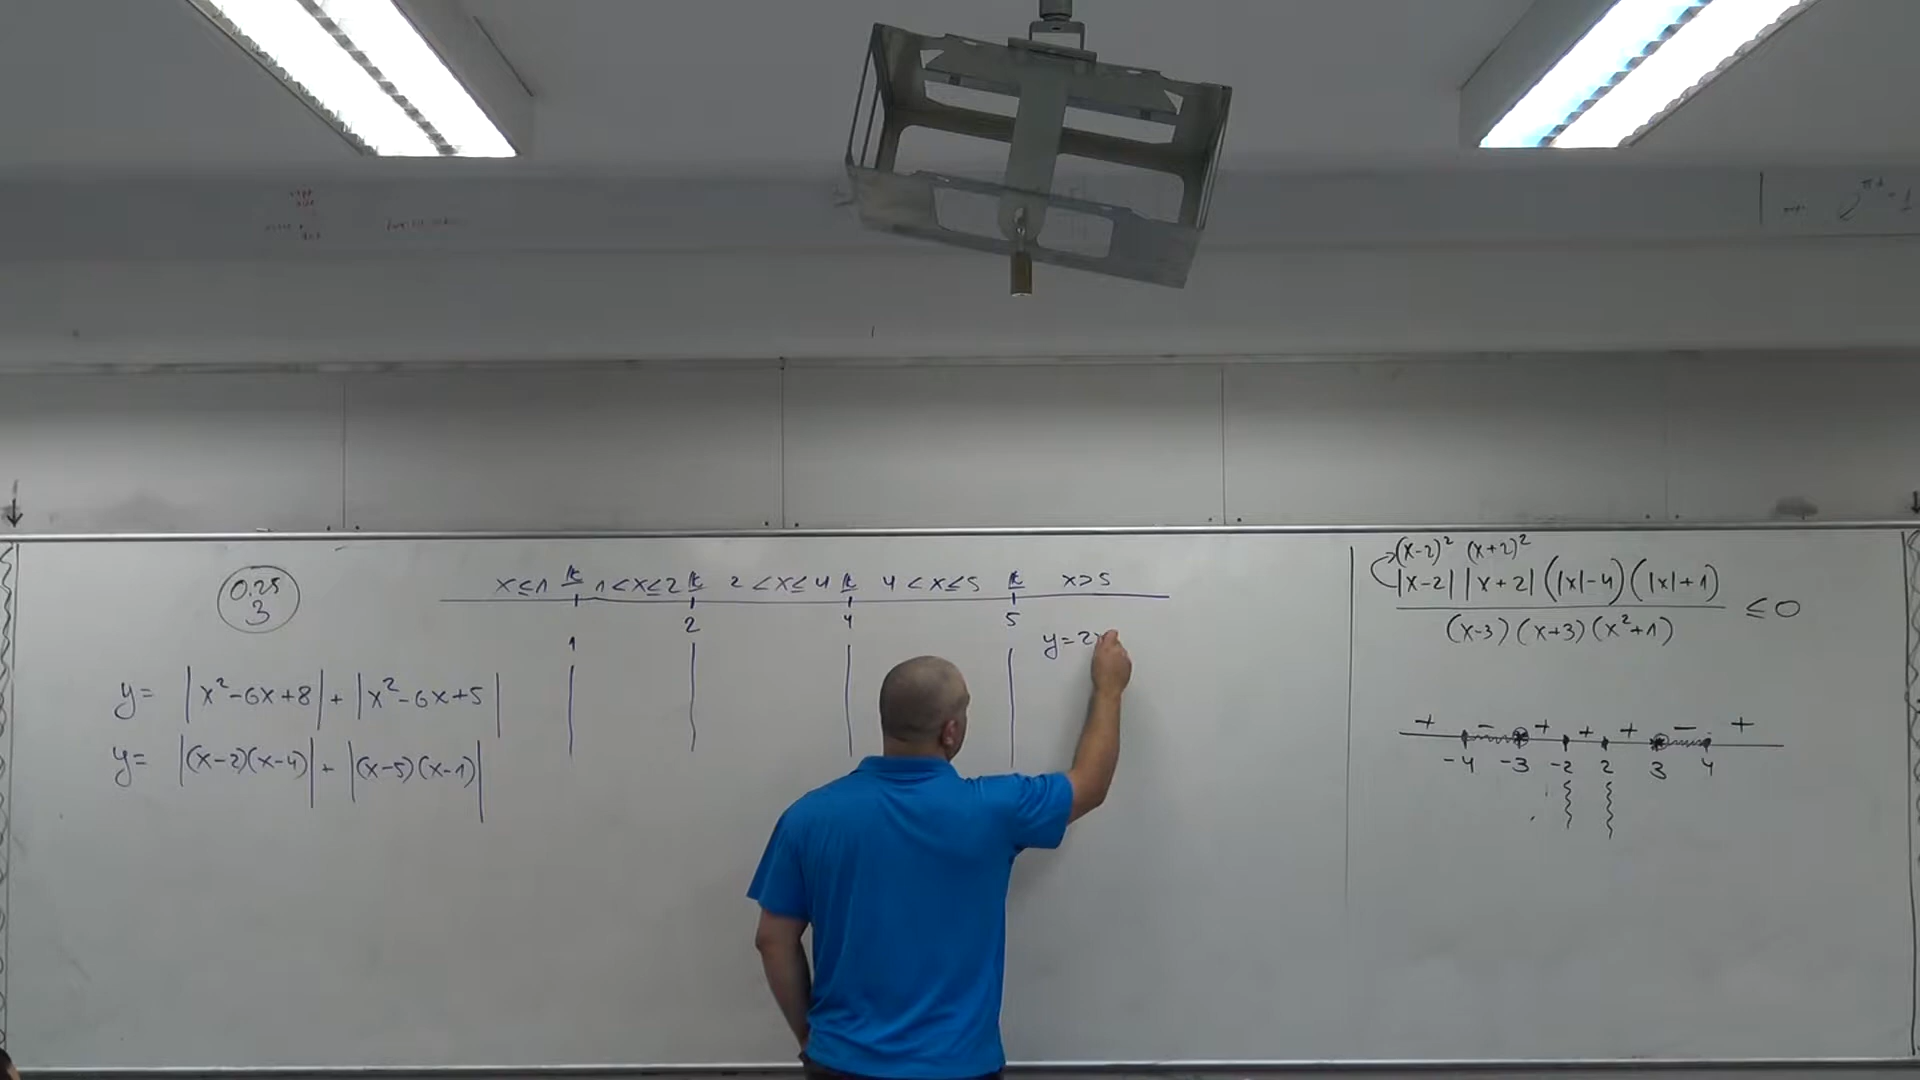 0.25
3
x≤1 1<x≤2 2<x≤4 4<x≤5 x>5
1 2 4 5
y=2x
y= |x²-6x+8| + |x²-6x+5|
y= |(x-2)(x-4)| + |(x-5)(x-1)|
(x-2)² (x+2)²
|x-2| |x+2| (|x|-4) (|x|+1)
≤0
(x-3) (x+3) (x²+1)
+ - + + + - +
-4 -3 -2 2 3 4